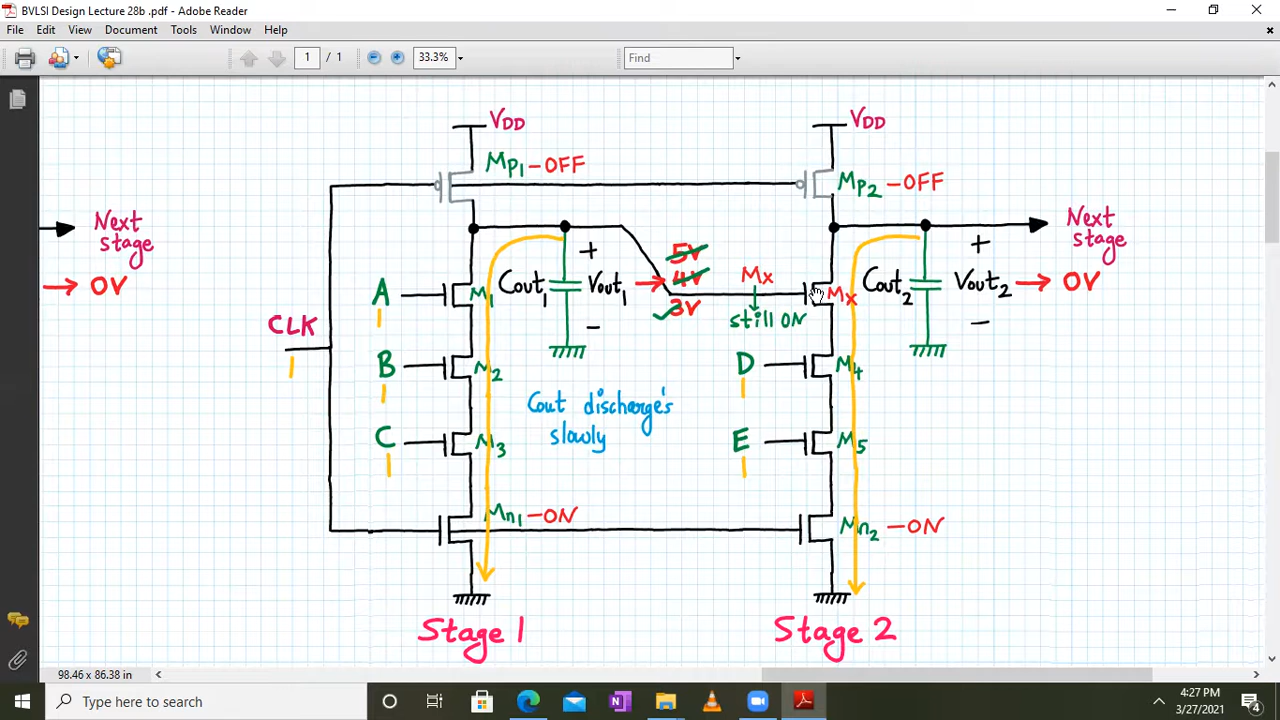 BVLSI Design Lecture 28b .pdf - Adobe Reader
File Edit View Document Tools Window Help
1 / 1 33.3% Find
VDD VDD
Mp1 -OFF Mp2 -OFF
Next stage
→ 0V
Next stage
A M1 Cout1 + Vout1 - → 5V 4V ✓3V
Mx still ON
Mx Cout2 + Vout2 - → 0V
CLK
1
1
B M2
1
C M3
1
Cout discharge's
slowly
D M4
1
E M5
1
Mn1 -ON Mn2 -ON
Stage 1 Stage 2
98.46 x 86.38 in
Type here to search
4:27 PM
3/27/2021
4